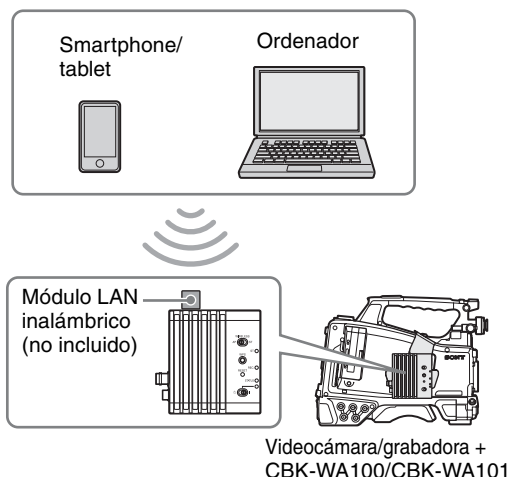 Smartphone/
tablet
Ordenador
Módulo LAN
inalámbrico
(no incluido)
SONY
Videocámara/grabadora +
CBK-WA100/CBK-WA101